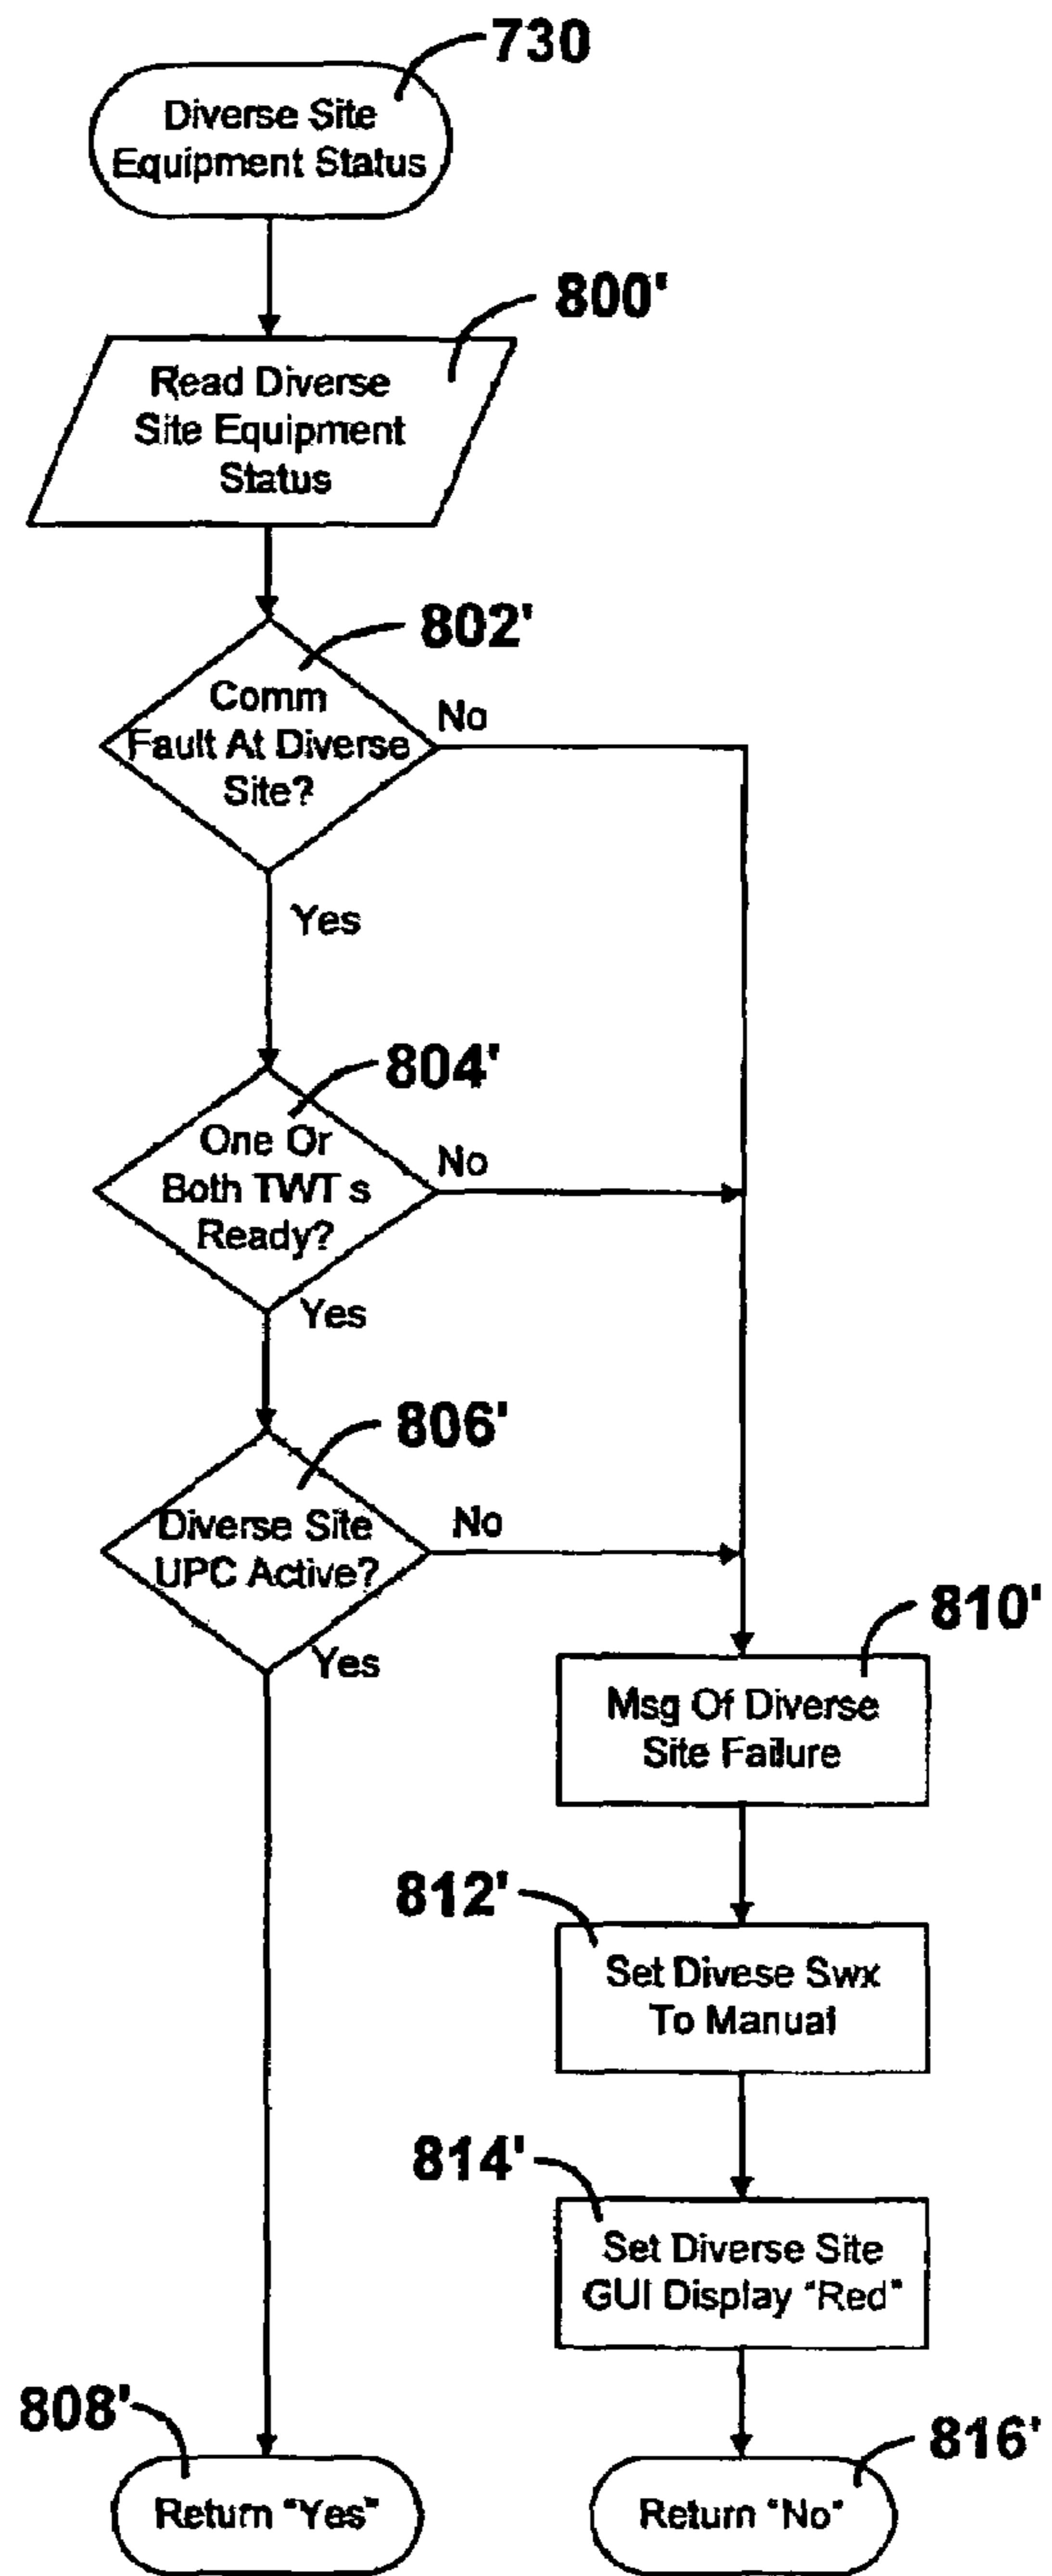 730
Diverse Site
Equipment Status
800'
Read Diverse
Site Equipment
Status
802'
Comm
Fault At Diverse
Site?
No
Yes
804'
One Or
Both TWT s
Ready?
No
Yes
806'
Diverse Site
UPC Active?
No
Yes
810'
Msg Of Diverse
Site Failure
812'
Set Divese Swx
To Manual
814'
Set Diverse Site
GUI Display "Red"
808'
Return "Yes"
816'
Return "No"